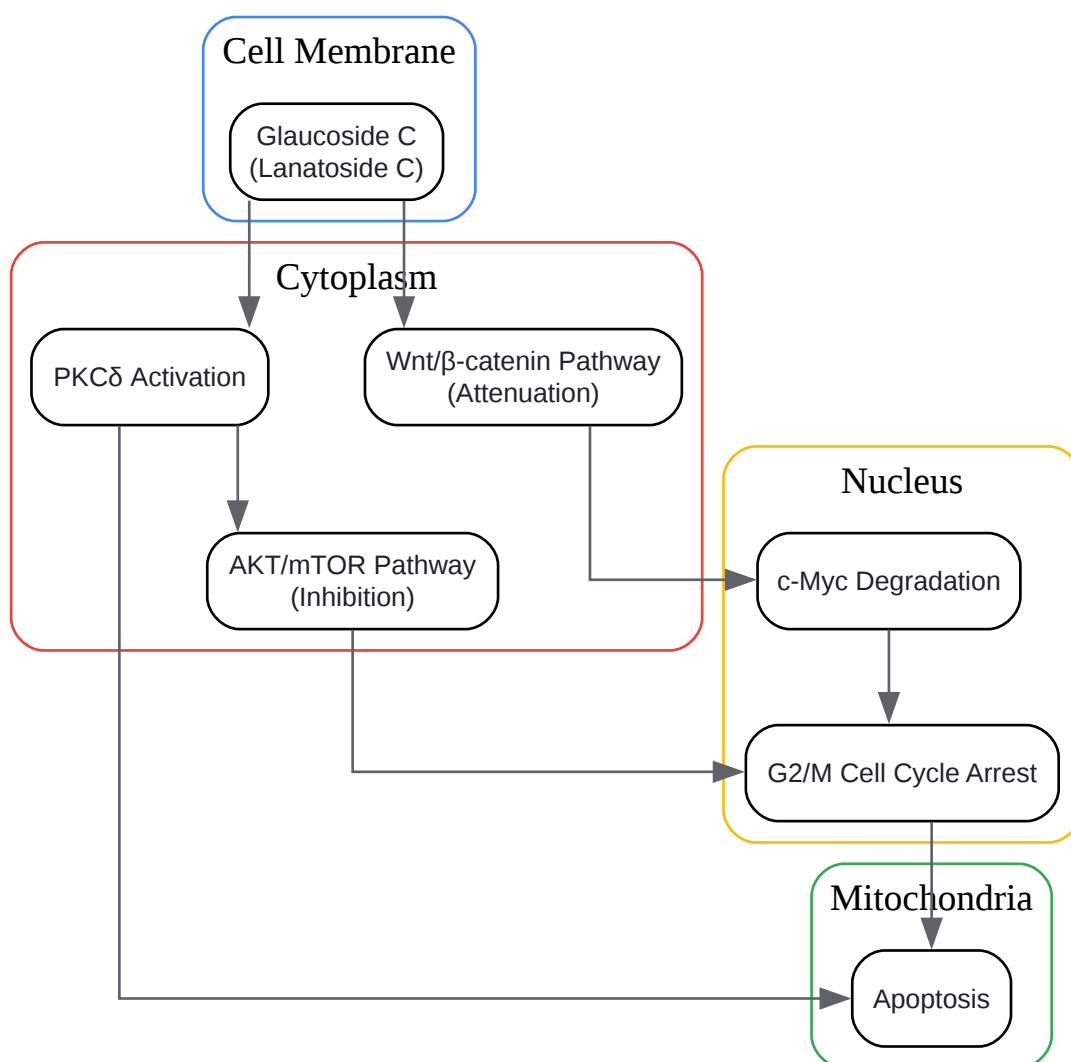 Cell Membrane
Glaucoside C
(Lanatoside C)
Cytoplasm
PKCδ Activation
Wnt/β-catenin Pathway
(Attenuation)
AKT/mTOR Pathway
(Inhibition)
Nucleus
c-Myc Degradation
G2/M Cell Cycle Arrest
Mitochondria
Apoptosis